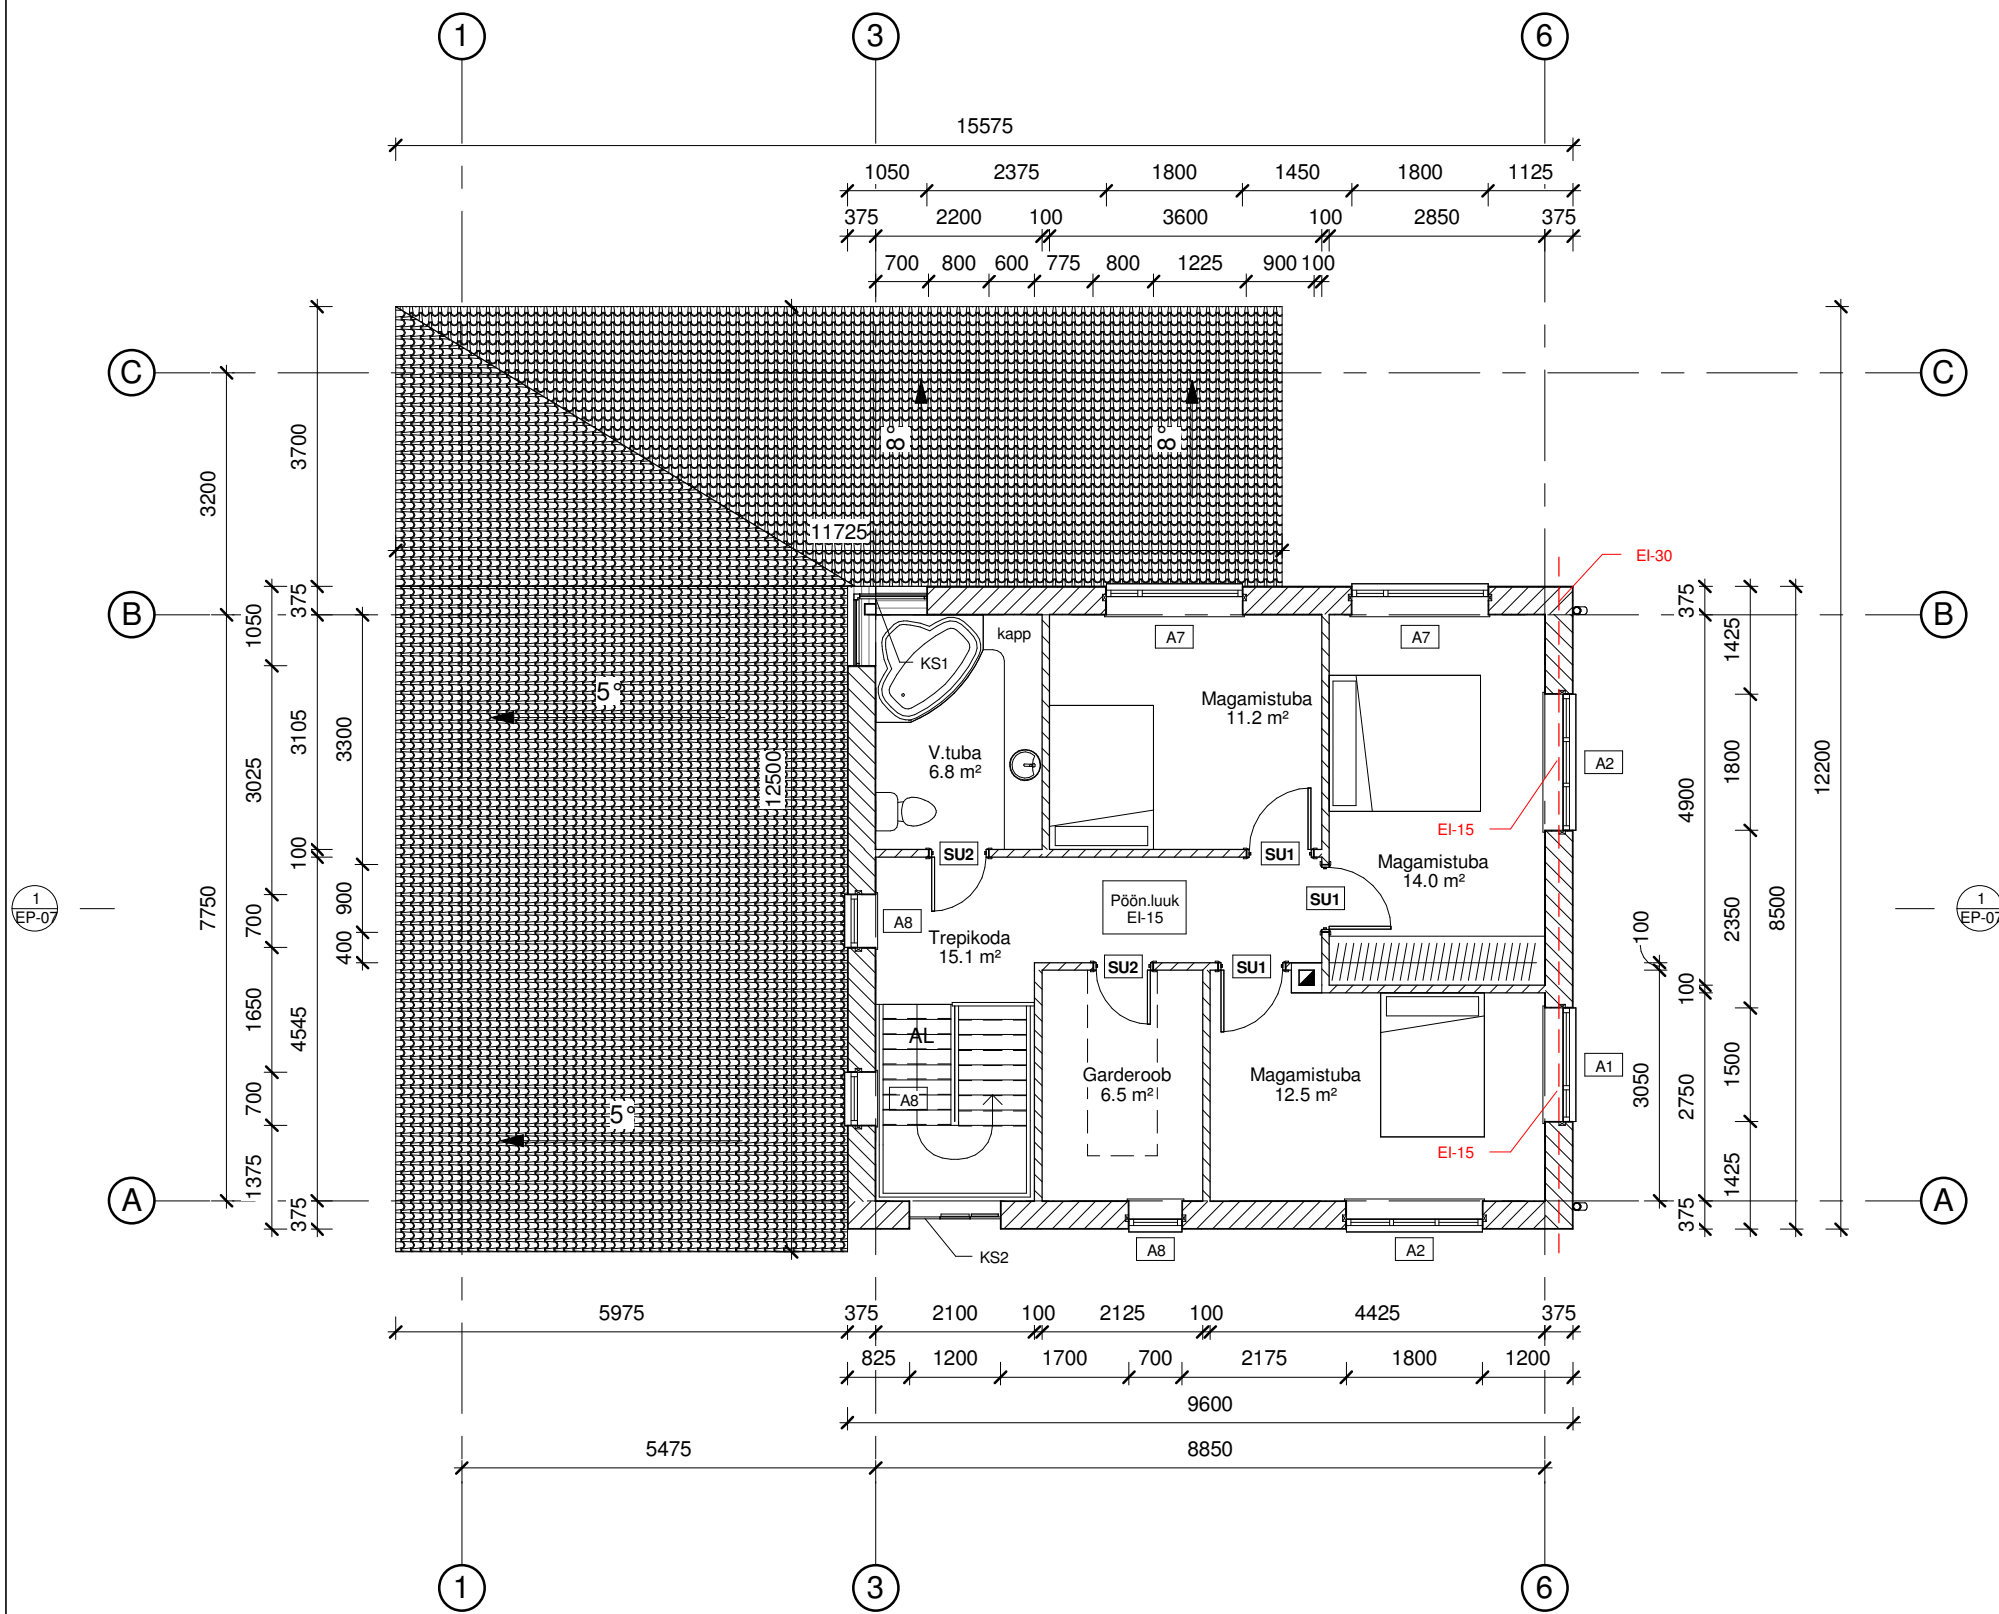 1 3 6
15575
1050 2375 1800 1450 1800 1125
375 2200 100 3600 100 2850 375
700 800 600 775 800 1225 900 100
C C
3200 3700 8° 8° 12200
11725
EI-30
B B
1050 375 375 1425
kapp A7 A7
KS1
5°
Magamistuba
11.2 m²
3025 3105 3300
V.tuba
6.8 m²
12500
A2
4900 1800 8500
EI-15
SU2 SU1
Magamistuba
14.0 m²
100
1
EP-07
7750 700 900 400
A8
Pöön.luuk
EI-15
SU1
1
EP-07
Trepikoda
15.1 m²
SU2 SU1
100 2350 100
1650 4545
AL
Garderoob
6.5 m²
Magamistuba
12.5 m²
A1
A8
700
5°
3050 2750 1500
EI-15
1375 375
A A
375 1425
KS2
A8 A2
5975 375 2100 100 2125 100 4425 375
825 1200 1700 700 2175 1800 1200
9600
5475 8850
1 3 6